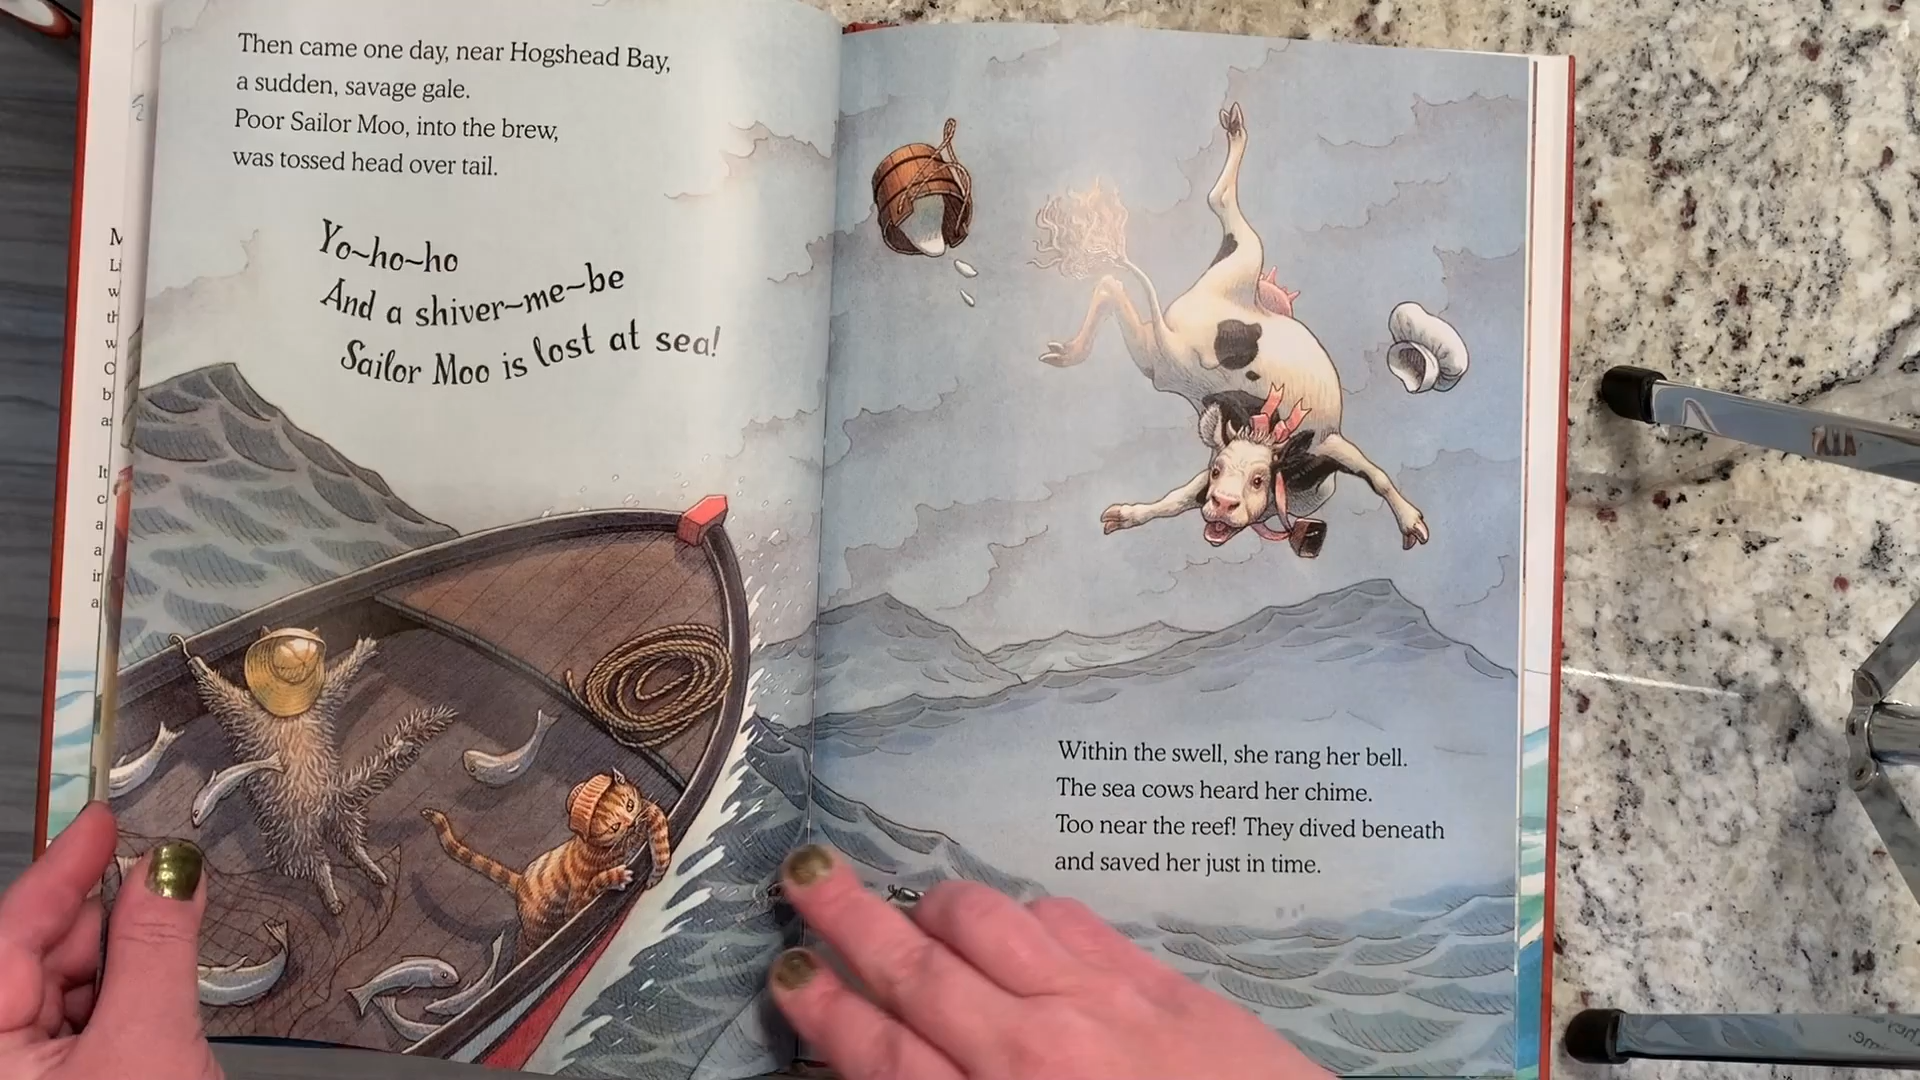 Then came one day, near Hogshead Bay,
a sudden, savage gale.
Poor Sailor Moo, into the brew,
was tossed head over tail.
Yo~ho~ho
And a shiver~me~be
Sailor Moo is lost at sea!
Within the swell, she rang her bell.
The sea cows heard her chime.
Too near the reef! They dived beneath
and saved her just in time.